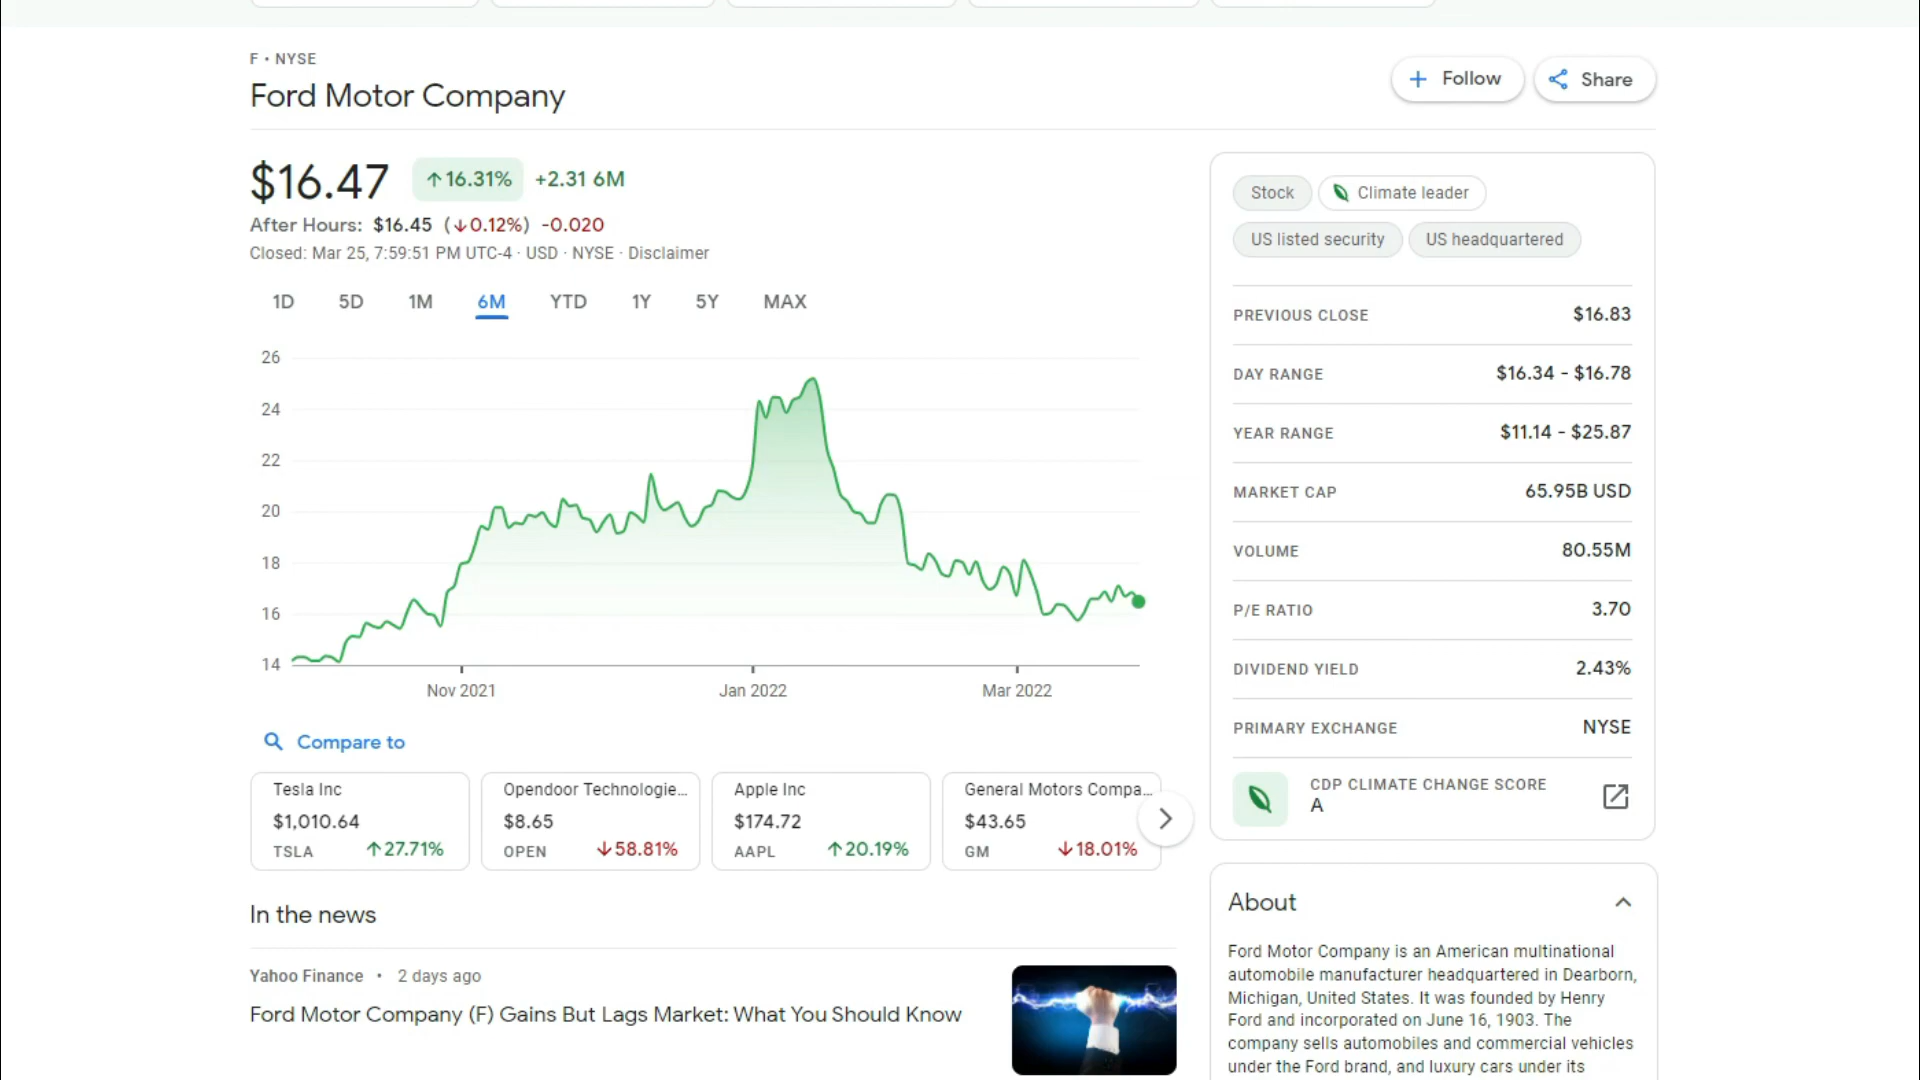 F • NYSE
Ford Motor Company
Follow
Share
$16.47 ↑16.31% +2.31 6M
After Hours: $16.45 (↓0.12%) -0.020
Closed: Mar 25, 7:59:51 PM UTC-4 · USD · NYSE · Disclaimer
1D 5D 1M 6M YTD 1Y 5Y MAX
26
24
22
20
18
16
14
Nov 2021 Jan 2022 Mar 2022
Compare to
Tesla Inc
$1,010.64
TSLA ↑27.71%
Opendoor Technologie...
$8.65
OPEN ↓58.81%
Apple Inc
$174.72
AAPL ↑20.19%
General Motors Compa...
$43.65
GM ↓18.01%
In the news
Yahoo Finance • 2 days ago
Ford Motor Company (F) Gains But Lags Market: What You Should Know
Stock Climate leader
US listed security US headquartered
PREVIOUS CLOSE $16.83
DAY RANGE $16.34 - $16.78
YEAR RANGE $11.14 - $25.87
MARKET CAP 65.95B USD
VOLUME 80.55M
P/E RATIO 3.70
DIVIDEND YIELD 2.43%
PRIMARY EXCHANGE NYSE
CDP CLIMATE CHANGE SCORE
A
About
Ford Motor Company is an American multinational
automobile manufacturer headquartered in Dearborn,
Michigan, United States. It was founded by Henry
Ford and incorporated on June 16, 1903. The
company sells automobiles and commercial vehicles
under the Ford brand, and luxury cars under its